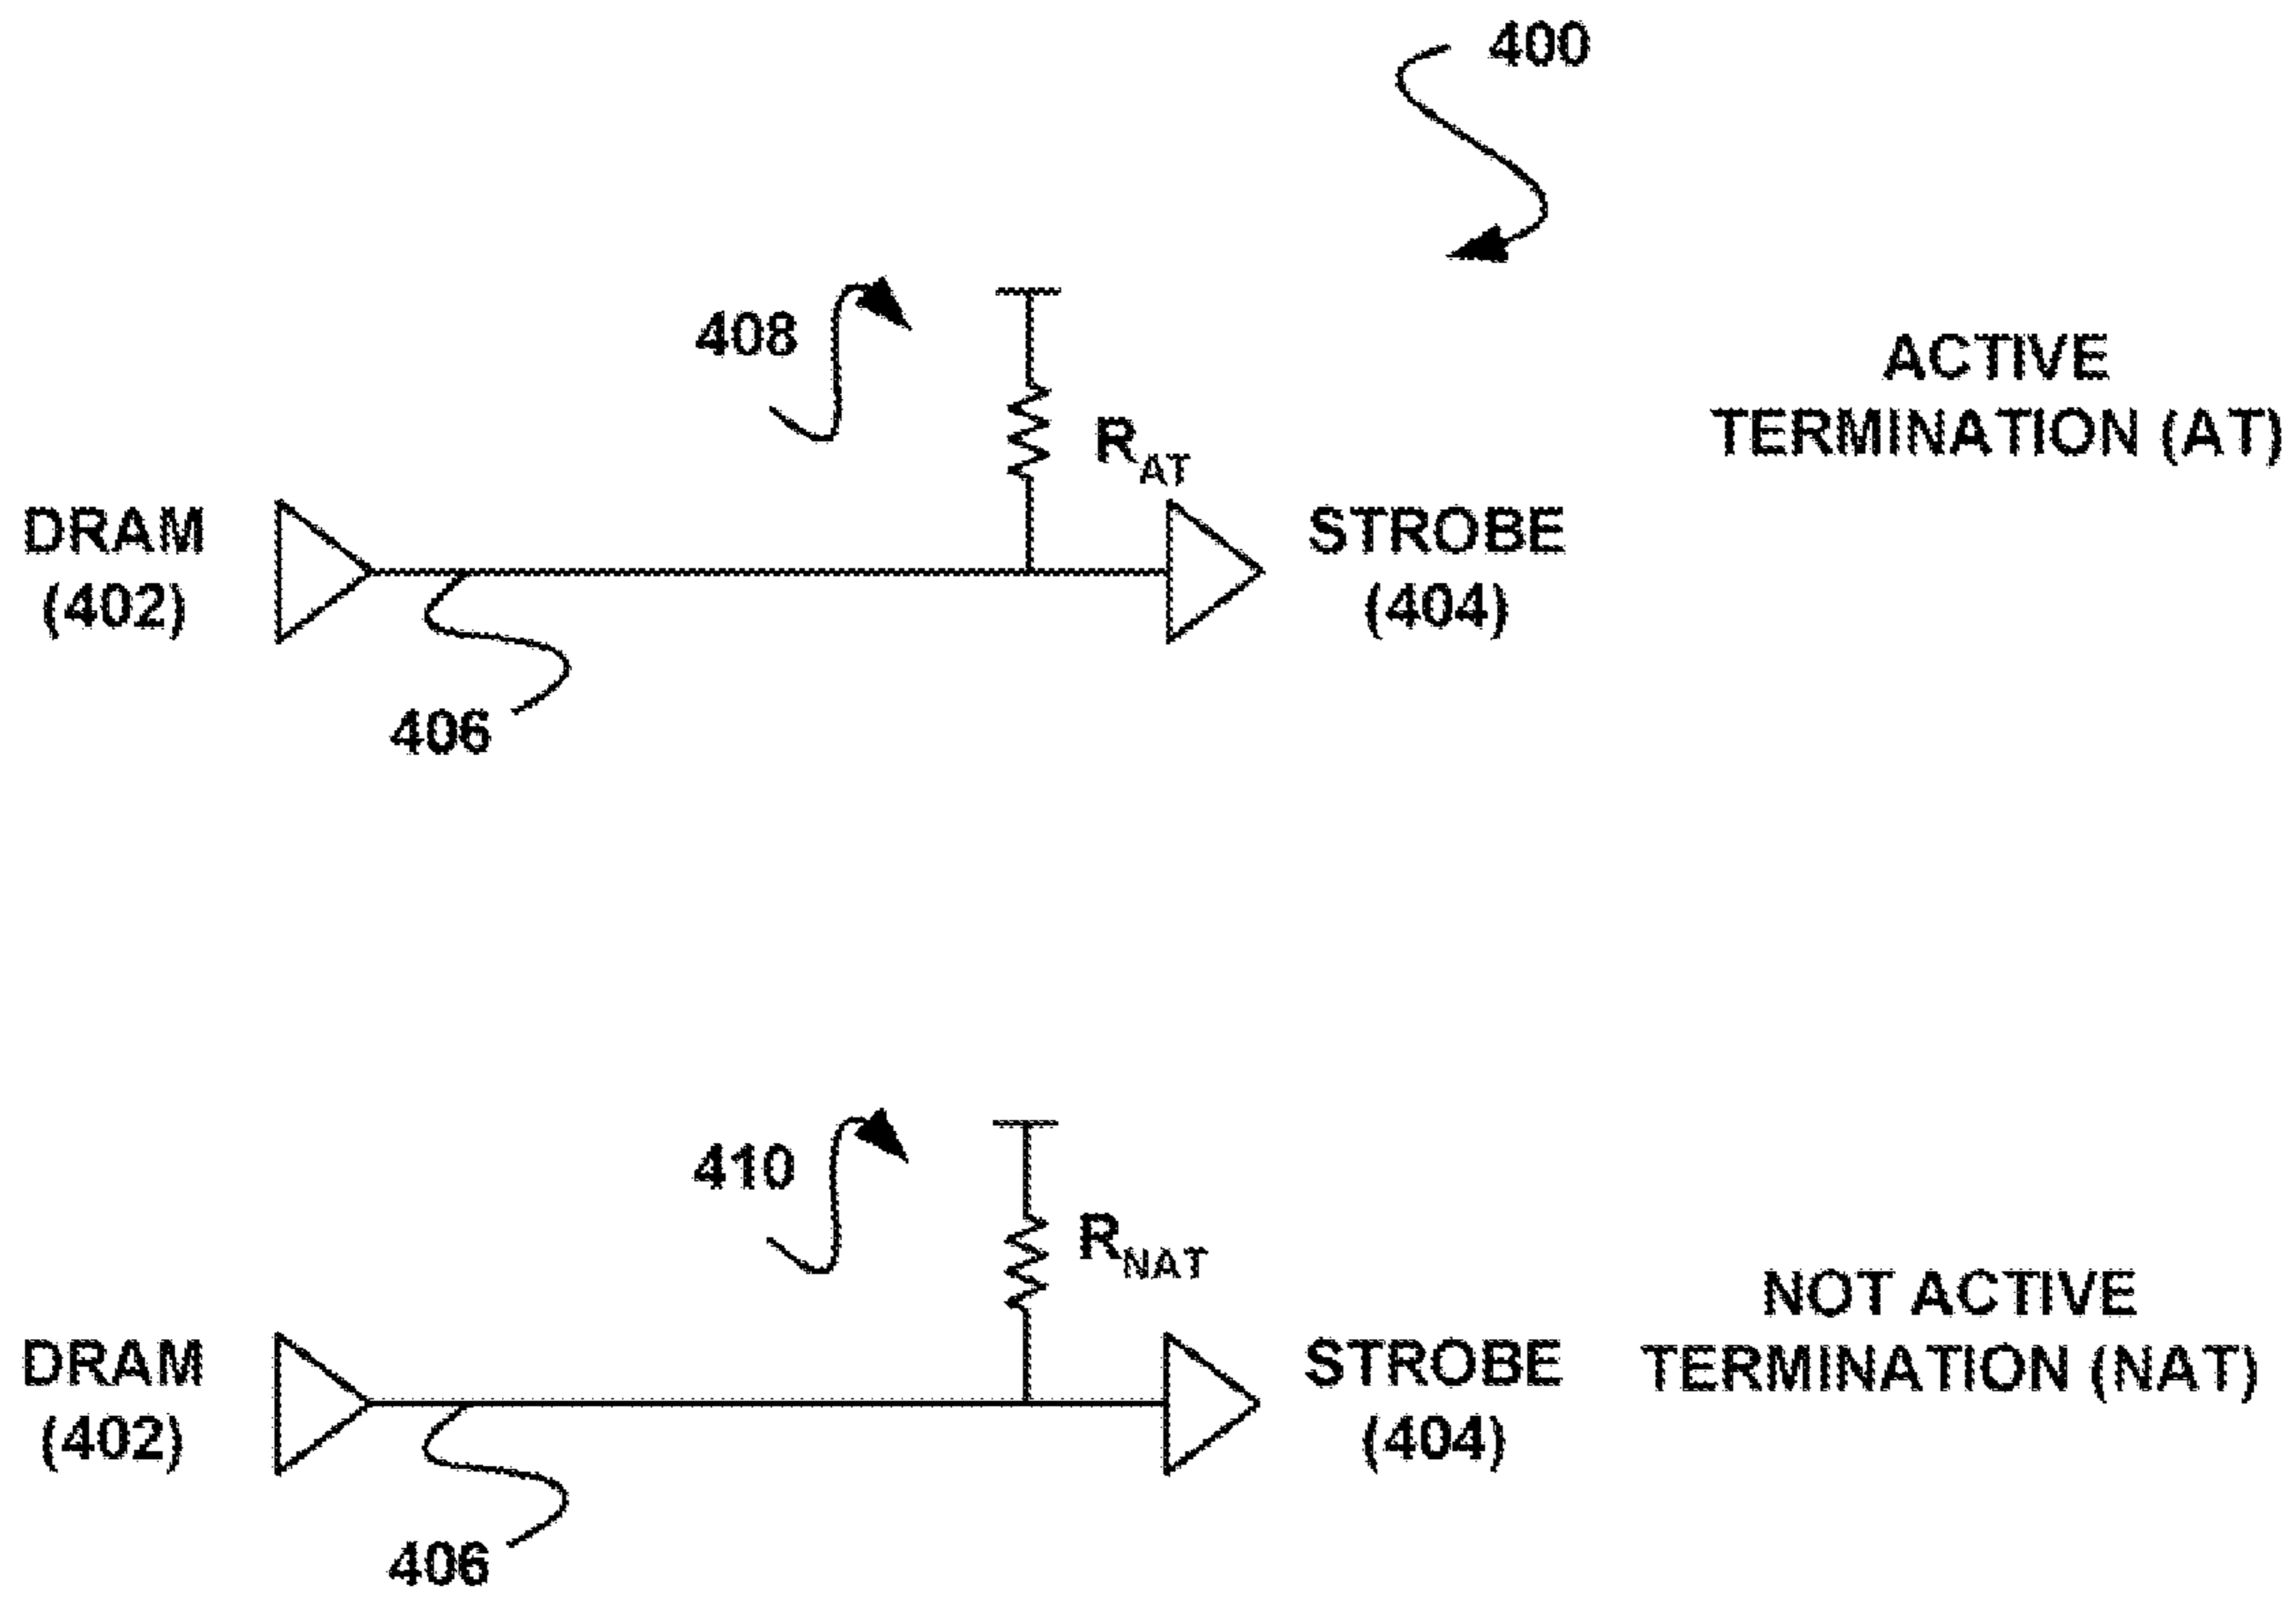 400
408
ACTIVE
TERMINATION (AT)
R_AT
DRAM
(402)
STROBE
(404)
406
410
R_NAT
NOT ACTIVE
TERMINATION (NAT)
DRAM
(402)
STROBE
(404)
406